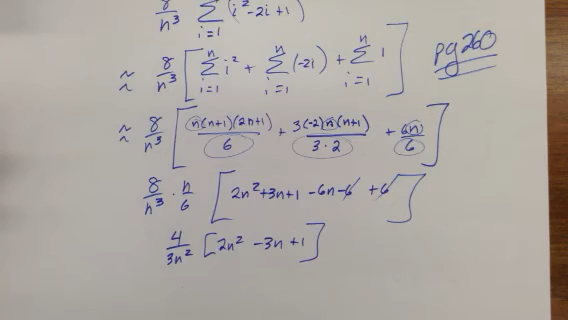 8/n³ Σ_{i=1} (i²-2i+1)
≈ 8/n³ [ Σ_{i=1}^{n} i² + Σ_{i=1}^{n} (-2i) + Σ_{i=1}^{n} 1 ]
pg 260
≈ 8/n³ [ n(n+1)(2n+1)/6 + 3(-2)n(n+1)/3·2 + 6n/6 ]
8/n³ · n/6 [ 2n²+3n+1 -6n-6 +6 ]
4/3n² [ 2n² -3n +1 ]